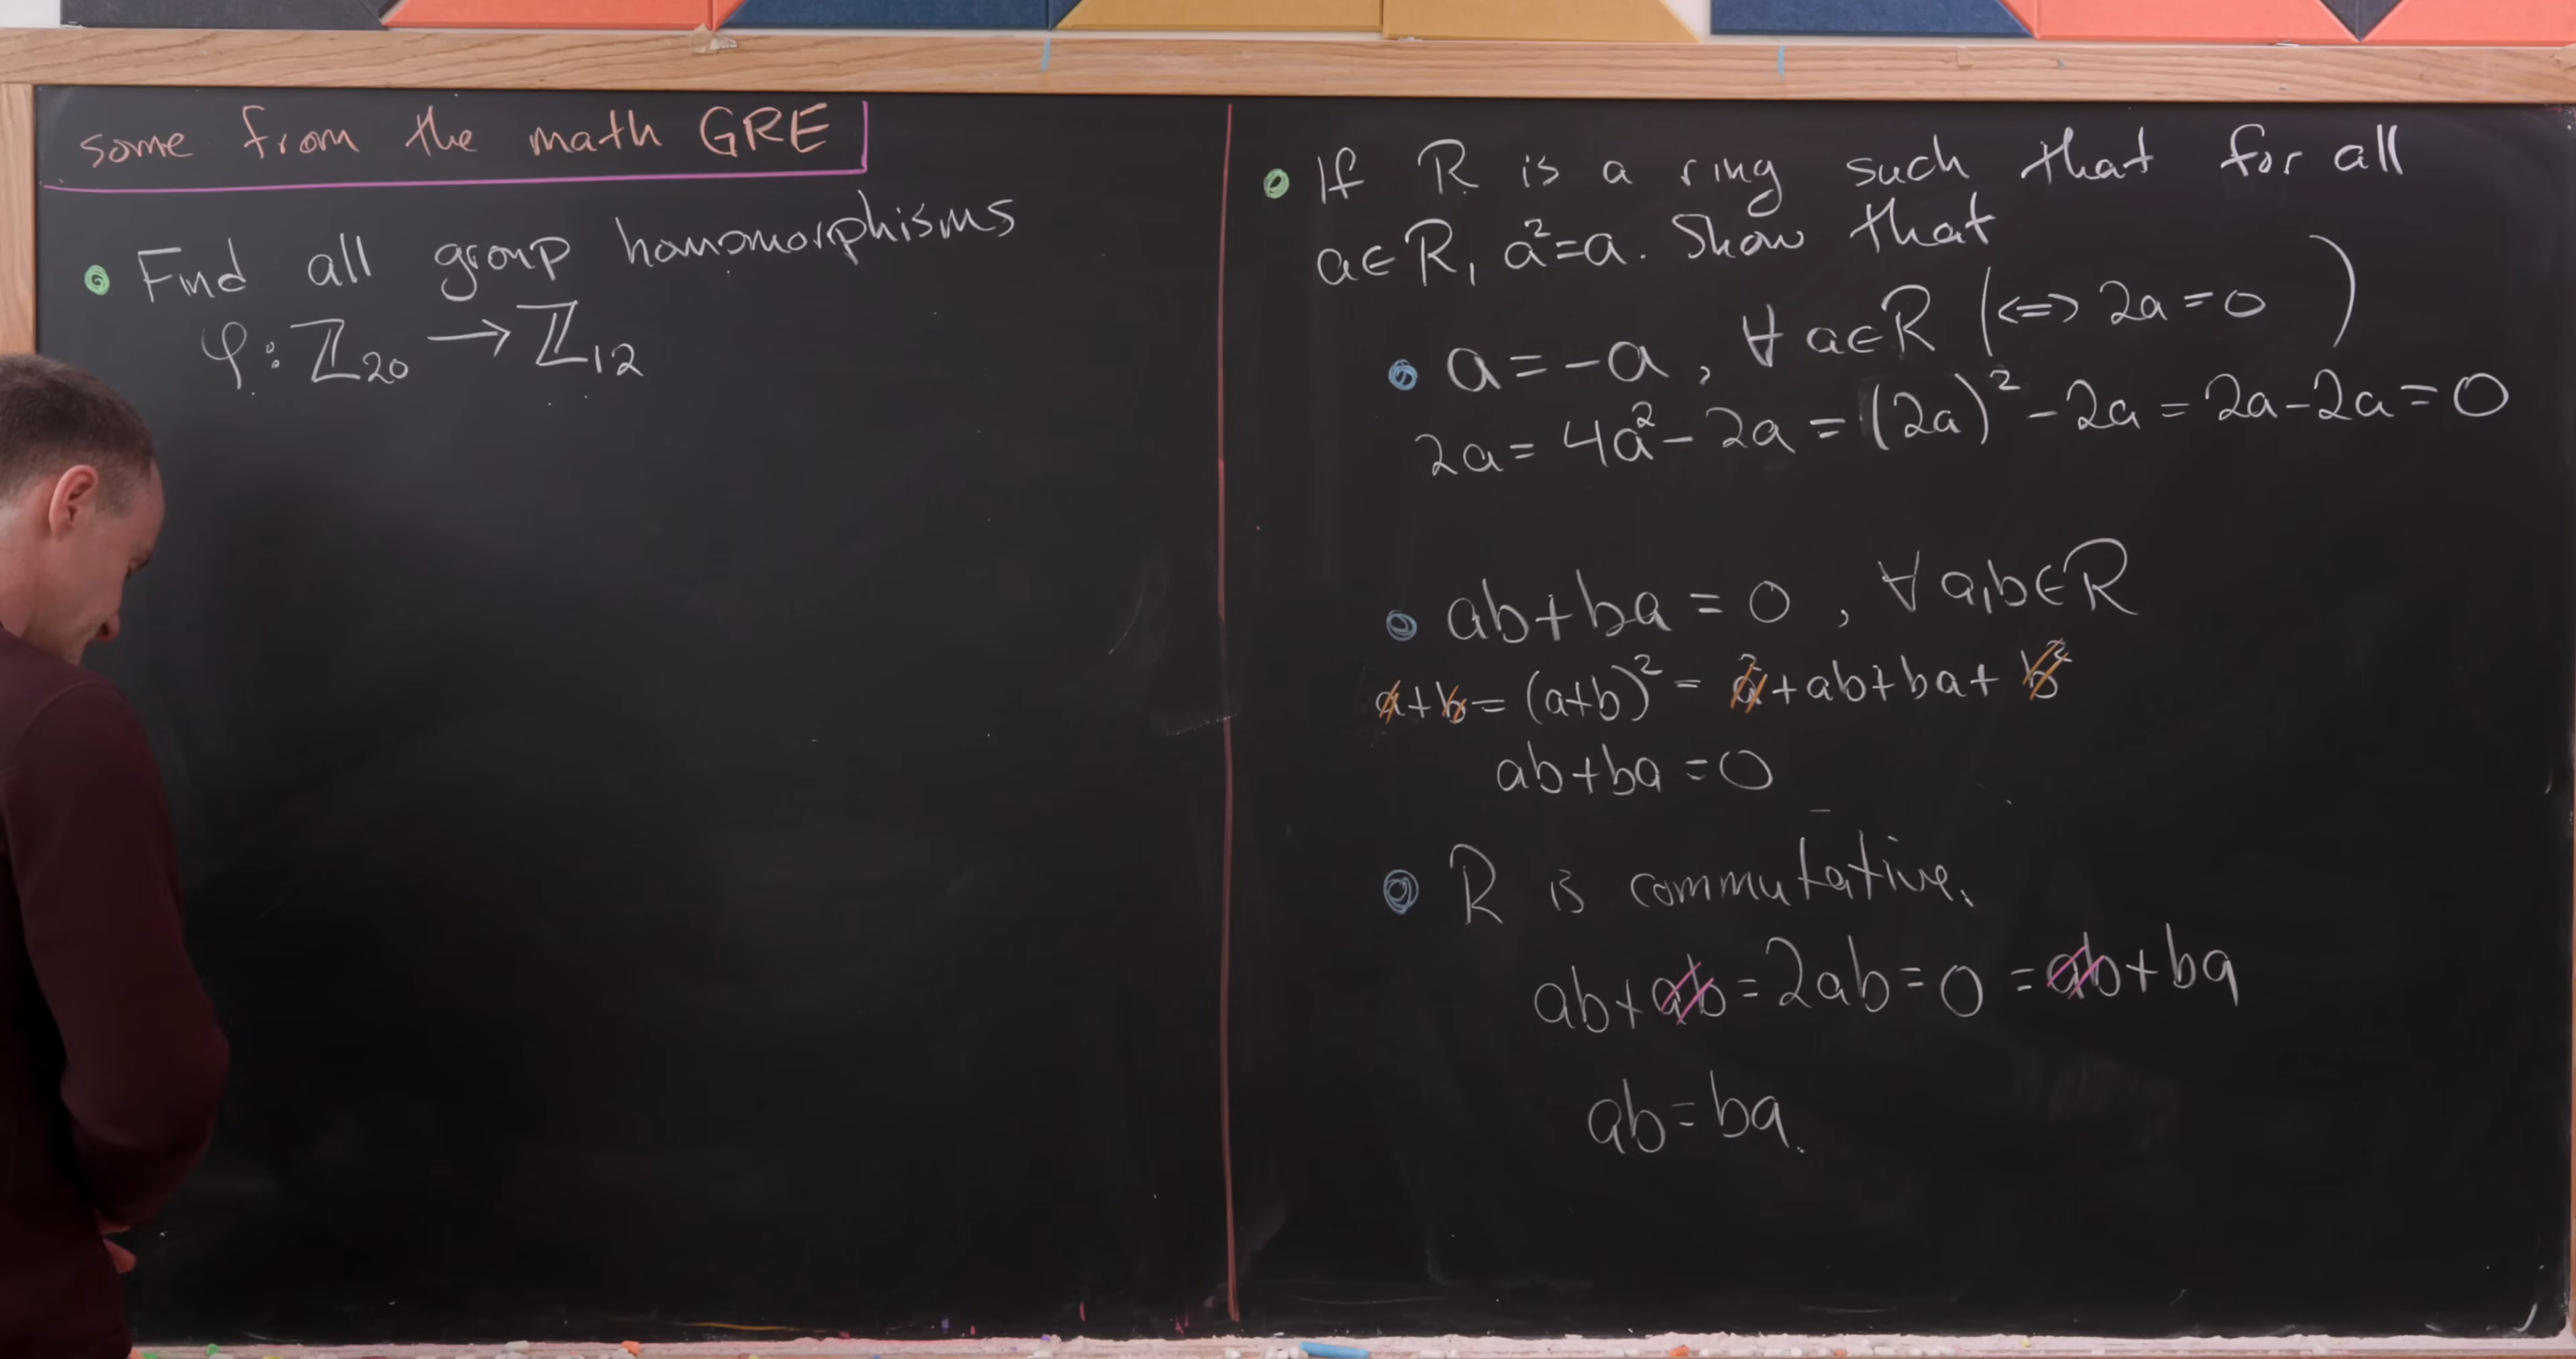 some from the math GRE
Find all group homomorphisms
φ: ℤ₂₀ → ℤ₁₂
If R is a ring such that for all
a∈R, a²=a. Show that
a = -a, ∀ a∈R (⇔ 2a=0)
2a = 4a² - 2a = (2a)² - 2a = 2a - 2a = 0
ab + ba = 0, ∀ a,b∈R
a+b = (a+b)² = a² + ab + ba + b²
ab + ba = 0
R is commutative.
ab + ab = 2ab = 0 = ab + ba
ab = ba.